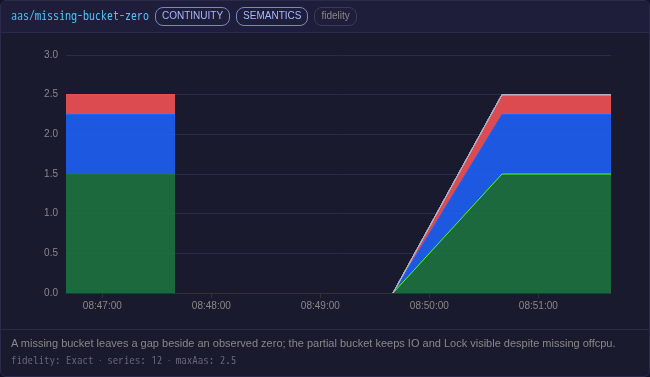 aas/missing-bucket-zero CONTINUITY SEMANTICS fidelity
3.0
2.5
2.0
1.5
1.0
0.5
0.0
08:47:00 08:48:00 08:49:00 08:50:00 08:51:00
A missing bucket leaves a gap beside an observed zero; the partial bucket keeps IO and Lock visible despite missing offcpu.
fidelity: Exact · series: 12 · maxAas: 2.5